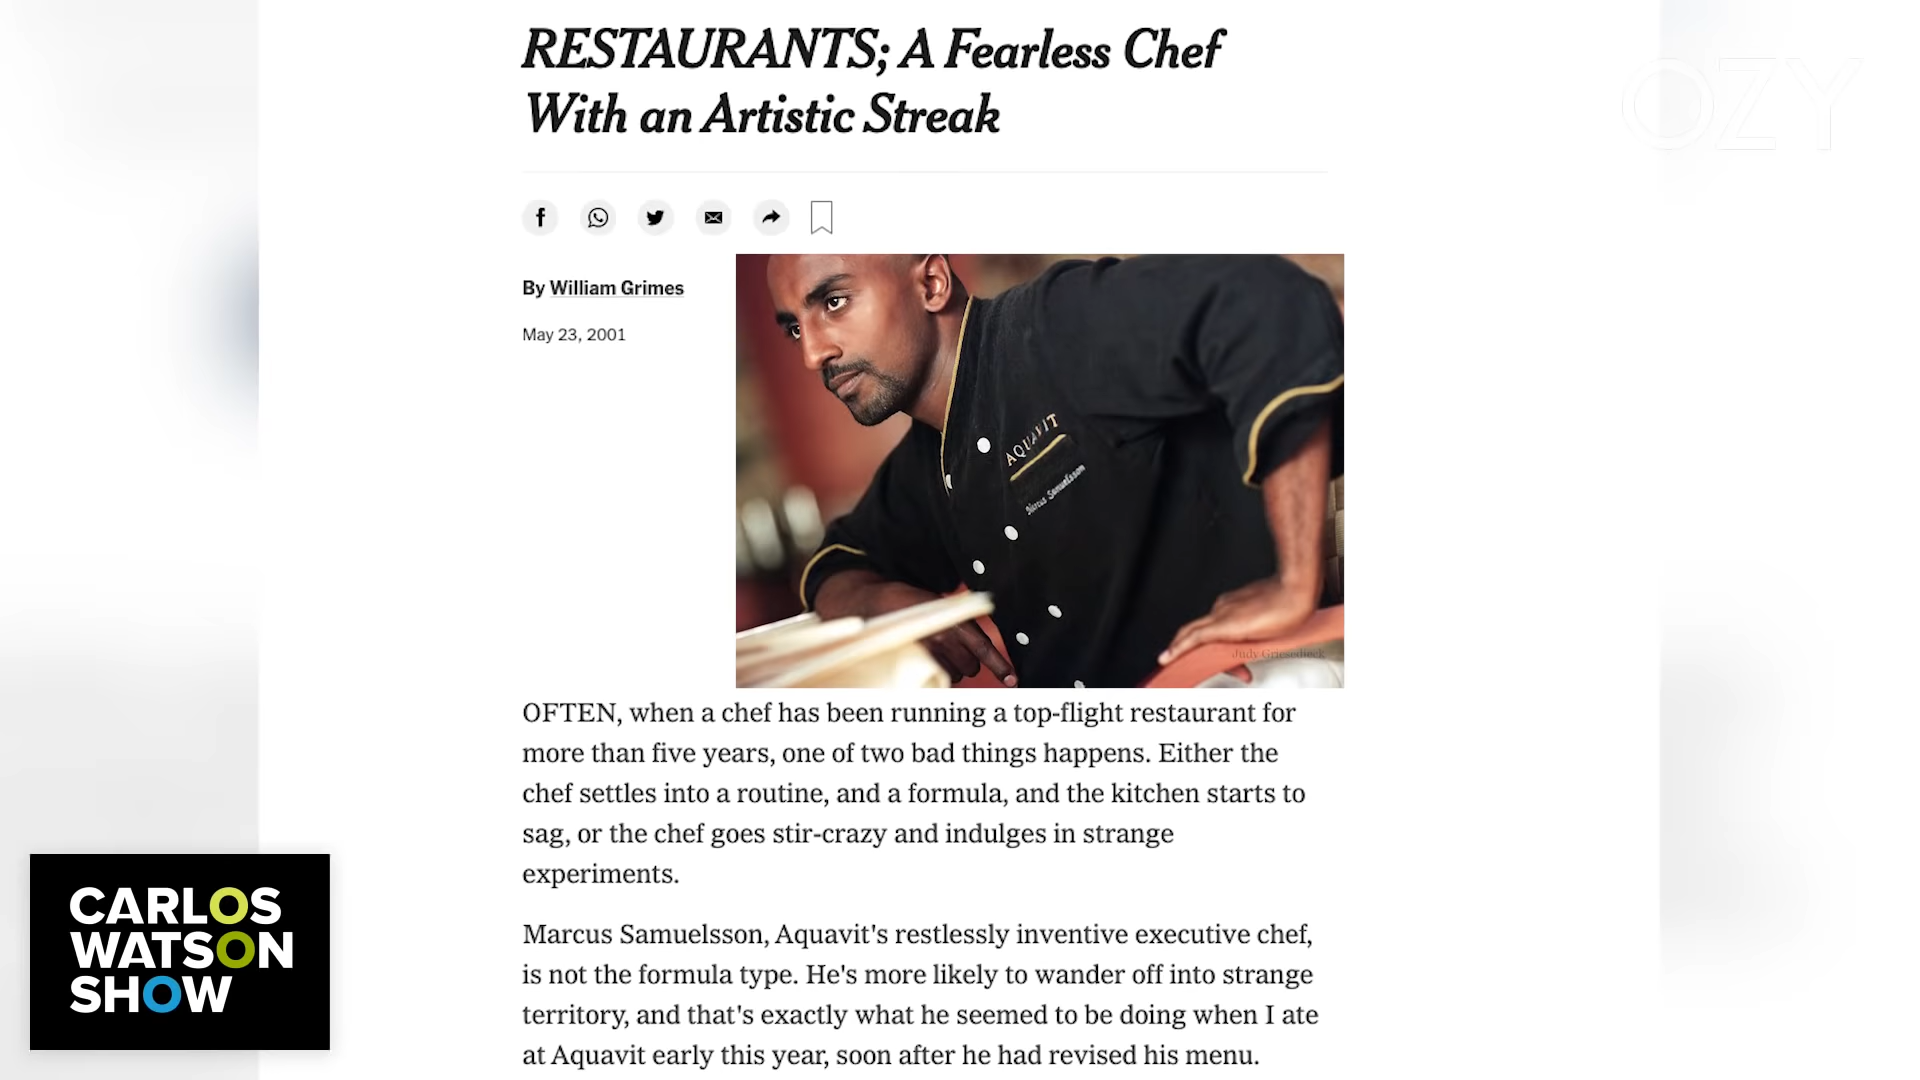 RESTAURANTS; A Fearless Chef
With an Artistic Streak
OZY
By William Grimes
May 23, 2001
AQUAVIT
Marcus Samuelsson
Judy Griesedieck
OFTEN, when a chef has been running a top-flight restaurant for
more than five years, one of two bad things happens. Either the
chef settles into a routine, and a formula, and the kitchen starts to
sag, or the chef goes stir-crazy and indulges in strange
experiments.
Marcus Samuelsson, Aquavit's restlessly inventive executive chef,
is not the formula type. He's more likely to wander off into strange
territory, and that's exactly what he seemed to be doing when I ate
at Aquavit early this year, soon after he had revised his menu.
CARLOS
WATSON
SHOW